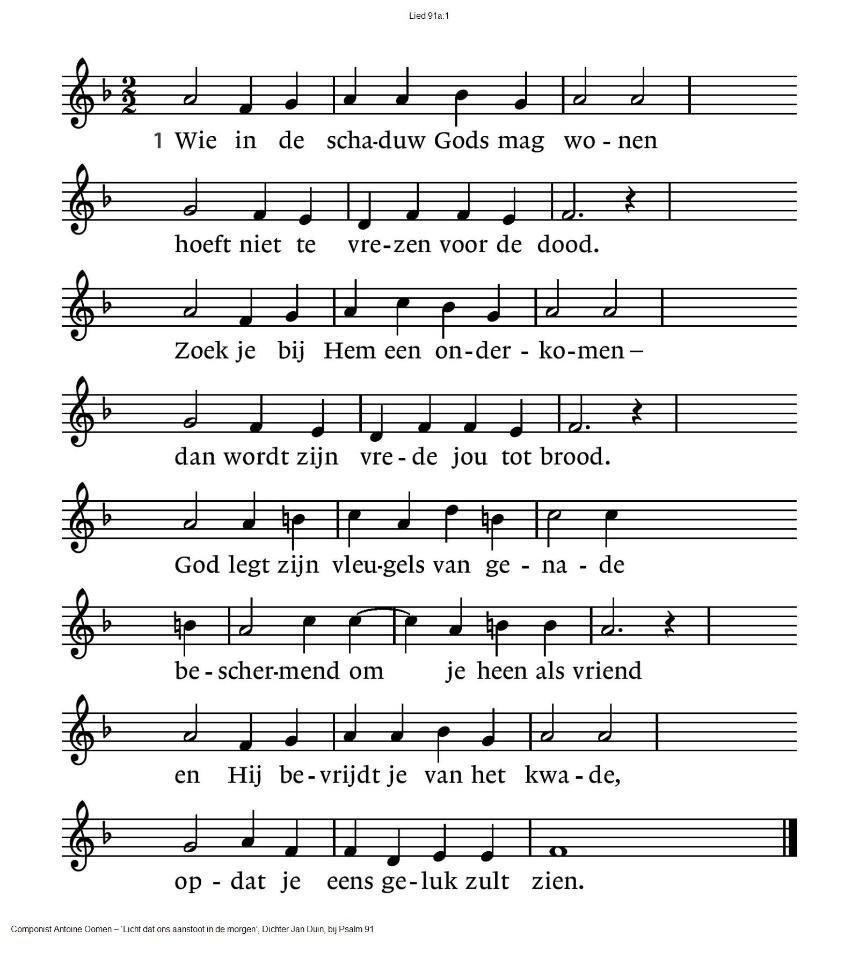 Lied 91a:1
1 Wie in de scha-duw Gods mag wo - nen
hoeft niet te vre-zen voor de dood.
Zoek je bij Hem een on-der - ko-men –
dan wordt zijn vre - de jou tot brood.
God legt zijn vleu-gels van ge - na - de
be - scher-mend om je heen als vriend
en Hij be - vrijdt je van het kwa - de,
op - dat je eens ge-luk zult zien.
Componist Antoine Oomen – 'Licht dat ons aanstoot in de morgen', Dichter Jan Duin, bij Psalm 91